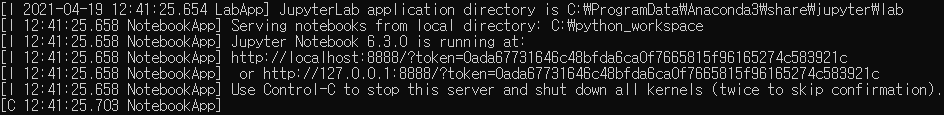 [I 2021-04-19 12:41:25.654 LabApp] JupyterLab application directory is C:₩ProgramData₩Anaconda3₩share₩jupyter₩lab
[I 12:41:25.658 NotebookApp] Serving notebooks from local directory: C:₩python_workspace
[I 12:41:25.658 NotebookApp] Jupyter Notebook 6.3.0 is running at:
[I 12:41:25.658 NotebookApp] http://localhost:8888/?token=0ada67731646c48bfda6ca0f7665815f96165274c583921c
[I 12:41:25.658 NotebookApp]  or http://127.0.0.1:8888/?token=0ada67731646c48bfda6ca0f7665815f96165274c583921c
[I 12:41:25.658 NotebookApp] Use Control-C to stop this server and shut down all kernels (twice to skip confirmation).
[C 12:41:25.703 NotebookApp]